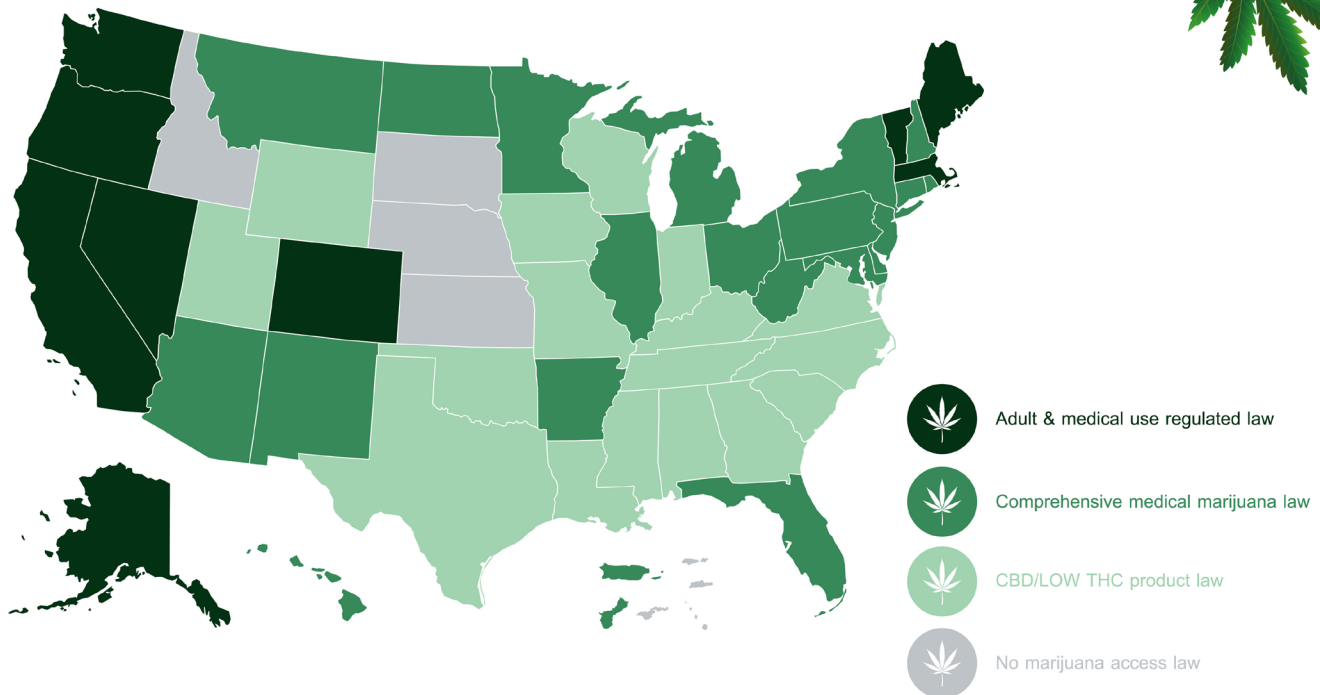 Adult & medical use regulated law
Comprehensive medical marijuana law
CBD/LOW THC product law
No marijuana access law